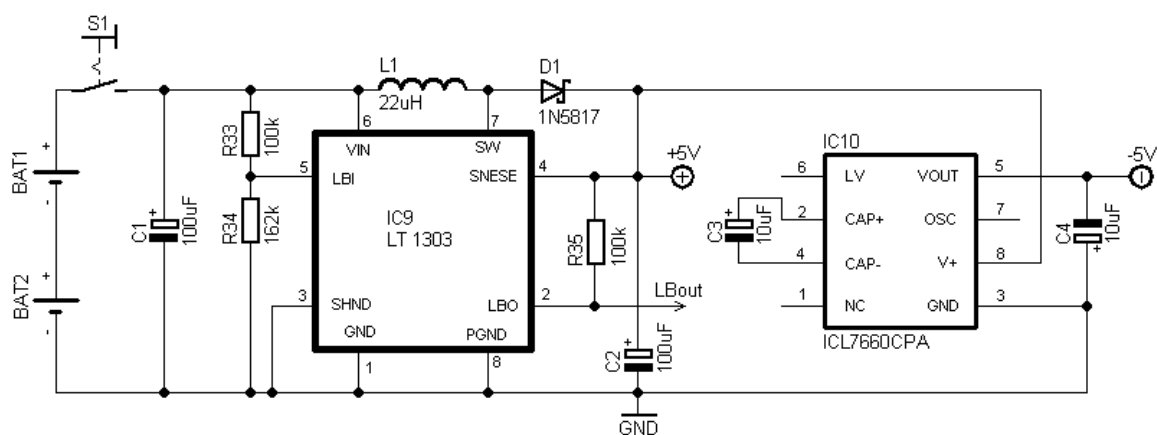 S1
BAT1
+
-
BAT2
+
-
C1
+
100uF
R33
100k
R34
162k
L1
22uH
D1
1N5817
6
VIN
7
SW
5
LBI
SNESE
4
IC9
LT 1303
3
SHND
LBO
2
GND
PGND
1
8
+5V
R35
100k
LBout
C2
+
100uF
GND
IC10
6
LV
VOUT
5
-5V
2
CAP+
OSC
7
C3
+
10uF
4
CAP-
V+
8
1
NC
GND
3
ICL7660CPA
C4
10uF
+